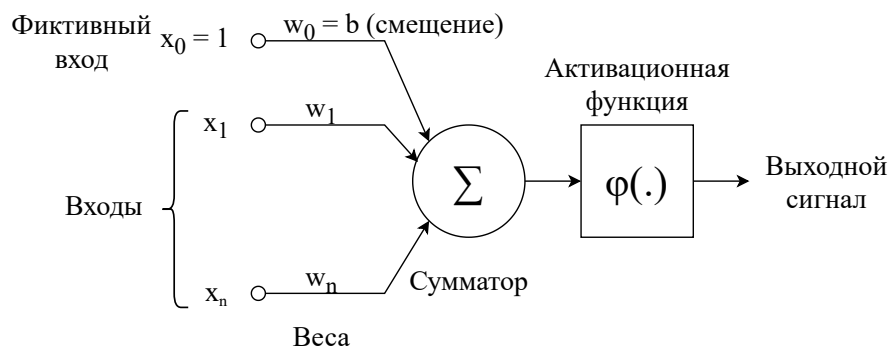 Фиктивный
вход
x₀ = 1
w₀ = b (смещение)
Активационная
функция
x₁
w₁
Входы
∑
φ(.)
Выходной
сигнал
xₙ
wₙ
Сумматор
Веса